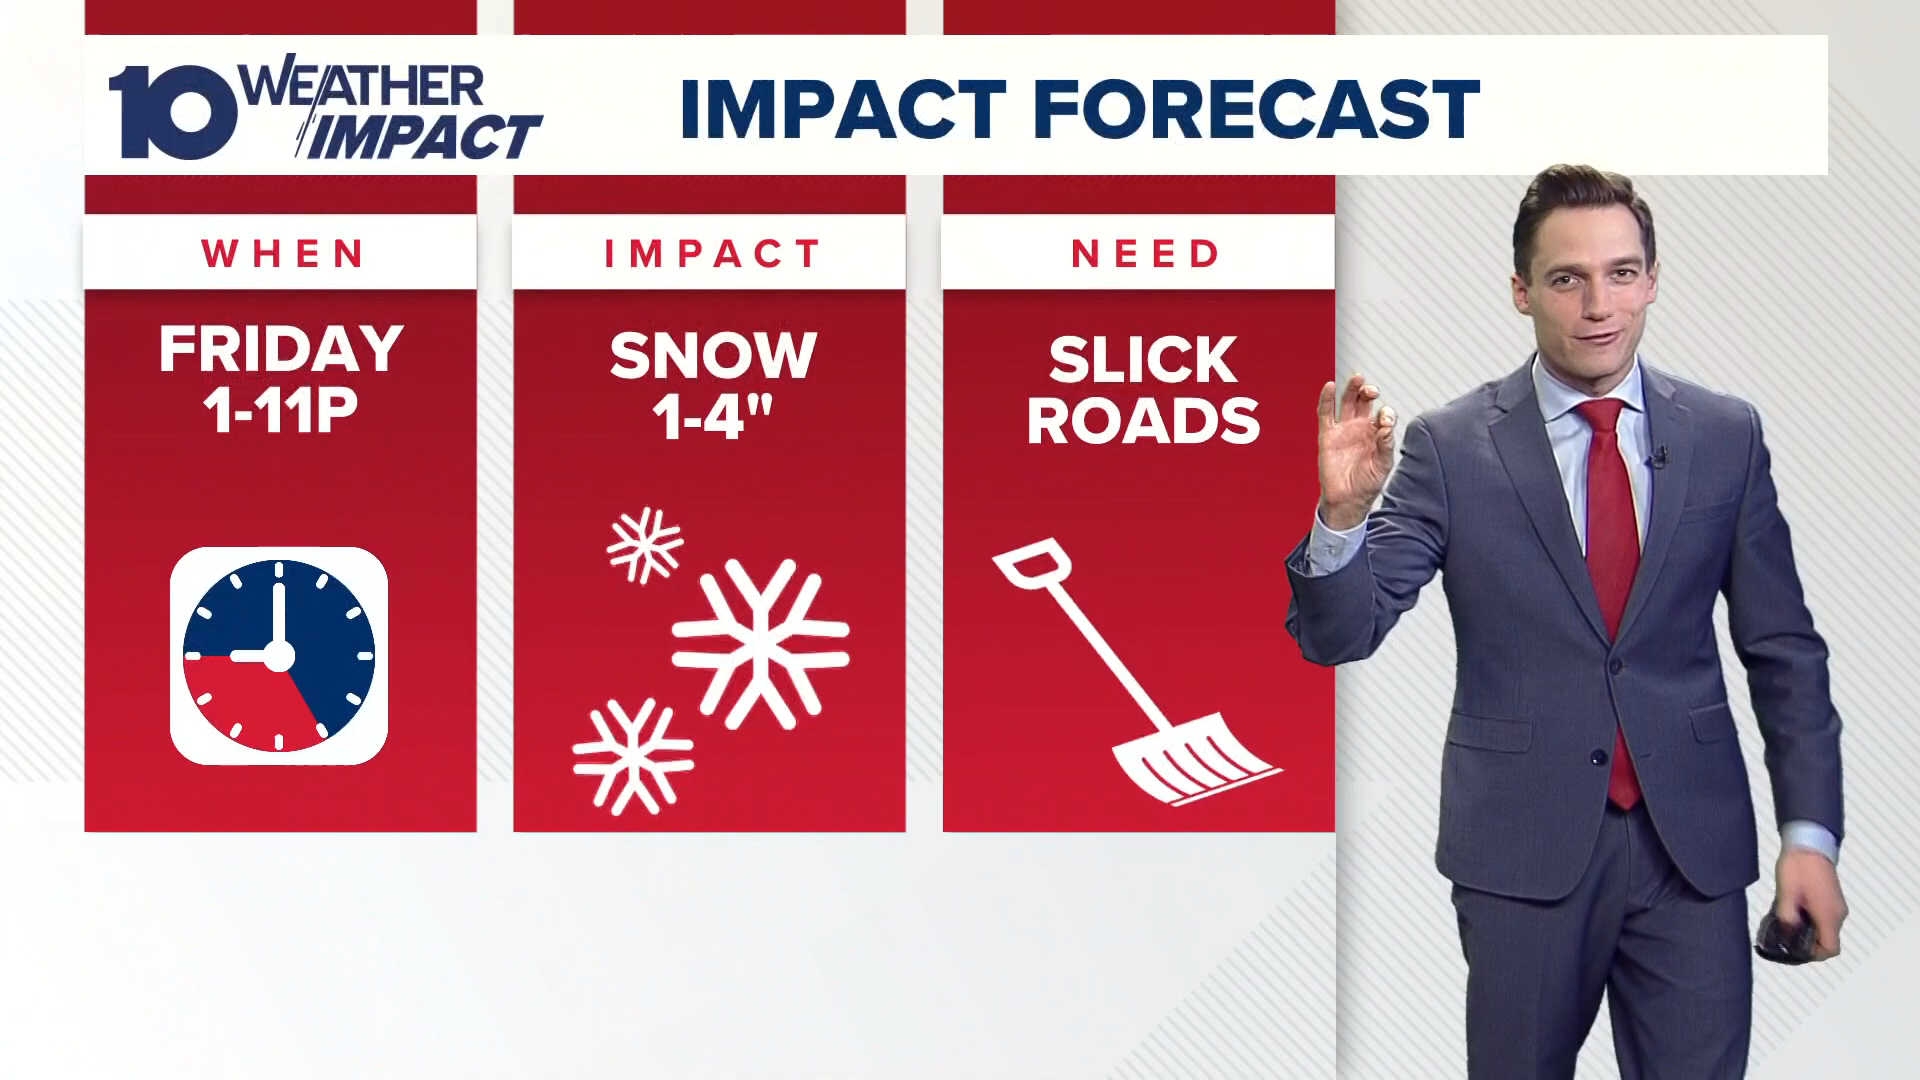 10 WEATHER
IMPACT
IMPACT FORECAST
WHEN
FRIDAY
1-11P
IMPACT
SNOW
1-4"
NEED
SLICK
ROADS